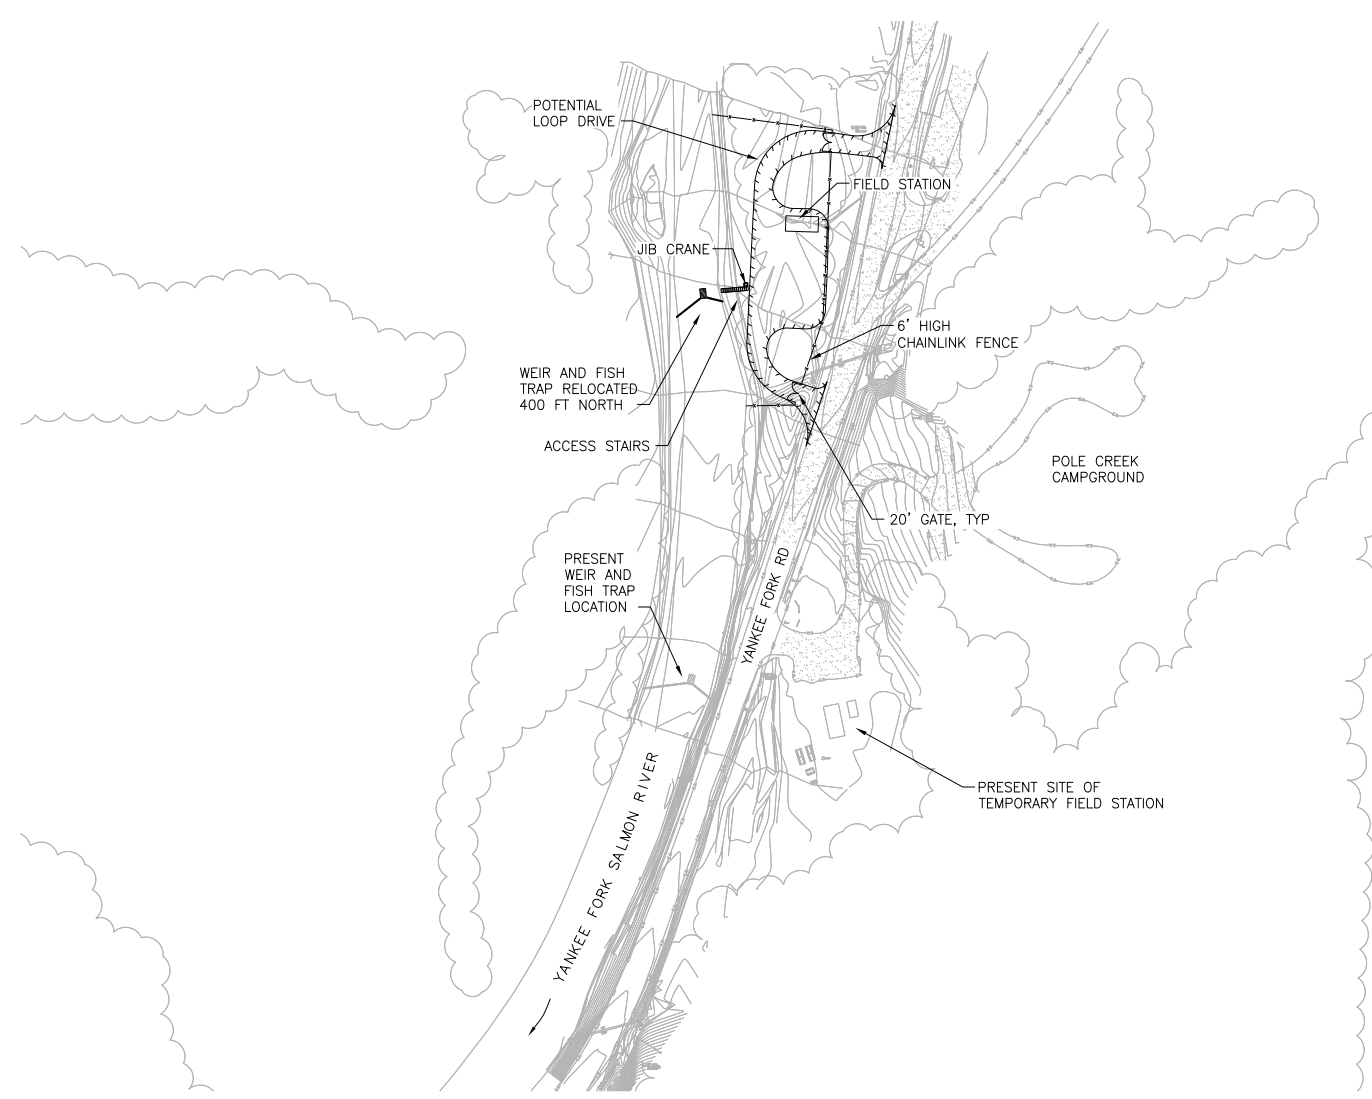 POTENTIAL
LOOP DRIVE
FIELD STATION
JIB CRANE
6' HIGH
CHAINLINK FENCE
WEIR AND FISH
TRAP RELOCATED
400 FT NORTH
ACCESS STAIRS
POLE CREEK
CAMPGROUND
20' GATE, TYP
PRESENT
WEIR AND
FISH TRAP
LOCATION
YANKEE FORK RD
PRESENT SITE OF
TEMPORARY FIELD STATION
YANKEE FORK SALMON RIVER